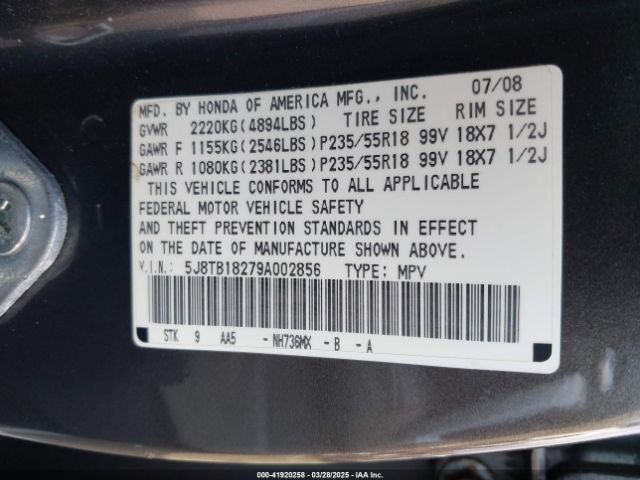 07/08
MFD. BY HONDA OF AMERICA MFG., INC.
GVWR 2220KG(4894LBS) TIRE SIZE RIM SIZE
GAWR F 1155KG(2546LBS)P235/55R18 99V 18X7 1/2J
GAWR R 1080KG(2381LBS)P235/55R18 99V 18X7 1/2J
THIS VEHICLE CONFORMS TO ALL APPLICABLE
FEDERAL MOTOR VEHICLE SAFETY
AND THEFT PREVENTION STANDARDS IN EFFECT
ON THE DATE OF MANUFACTURE SHOWN ABOVE.
V.I.N.: 5J8TB18279A002856 TYPE: MPV
STK 9 AA5 -NH736MX -B -A
000-41920258 | 03/28/2025 | IAAI.COM